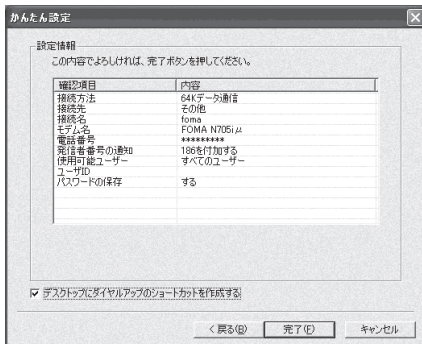 かんたん設定
設定情報
この内容でよろしければ、完了ボタンを押してください。
確認項目 内容
接続方法 64Kデータ通信
接続先 その他
接続名 foma
モデム名 FOMA N705iμ
電話番号 *********
発信者番号の通知 186を付加する
使用可能ユーザー すべてのユーザー
ユーザID
パスワードの保存 する
デスクトップにダイヤルアップのショートカットを作成する
< 戻る(B) 完了(F) キャンセル